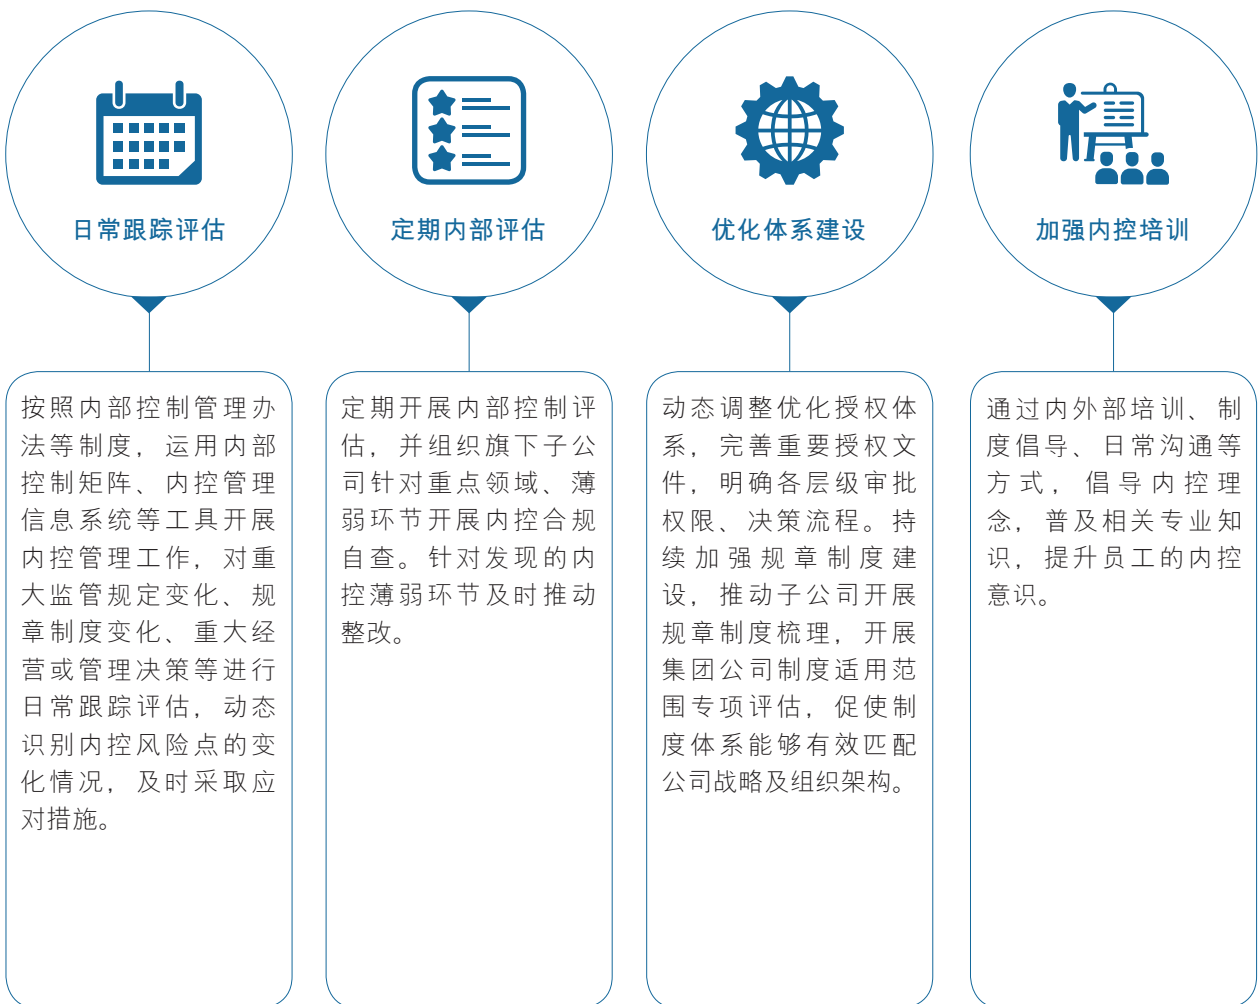 日常跟踪评估
按照内部控制管理办
法等制度，运用内部
控制矩阵、内控管理
信息系统等工具开展
内控管理工作，对重
大监管规定变化、规
章制度变化、重大经
营或管理决策等进行
日常跟踪评估，动态
识别内控风险点的变
化情况，及时采取应
对措施。
定期内部评估
定期开展内部控制评
估，并组织旗下子公
司针对重点领域、薄
弱环节开展内控合规
自查。针对发现的内
控薄弱环节及时推动
整改。
优化体系建设
动态调整优化授权体
系，完善重要授权文
件，明确各层级审批
权限、决策流程。持
续加强规章制度建
设，推动子公司开展
规章制度梳理，开展
集团公司制度适用范
围专项评估，促使制
度体系能够有效匹配
公司战略及组织架构。
加强内控培训
通过内外部培训、制
度倡导、日常沟通等
方式，倡导内控理
念，普及相关专业知
识，提升员工的内控
意识。